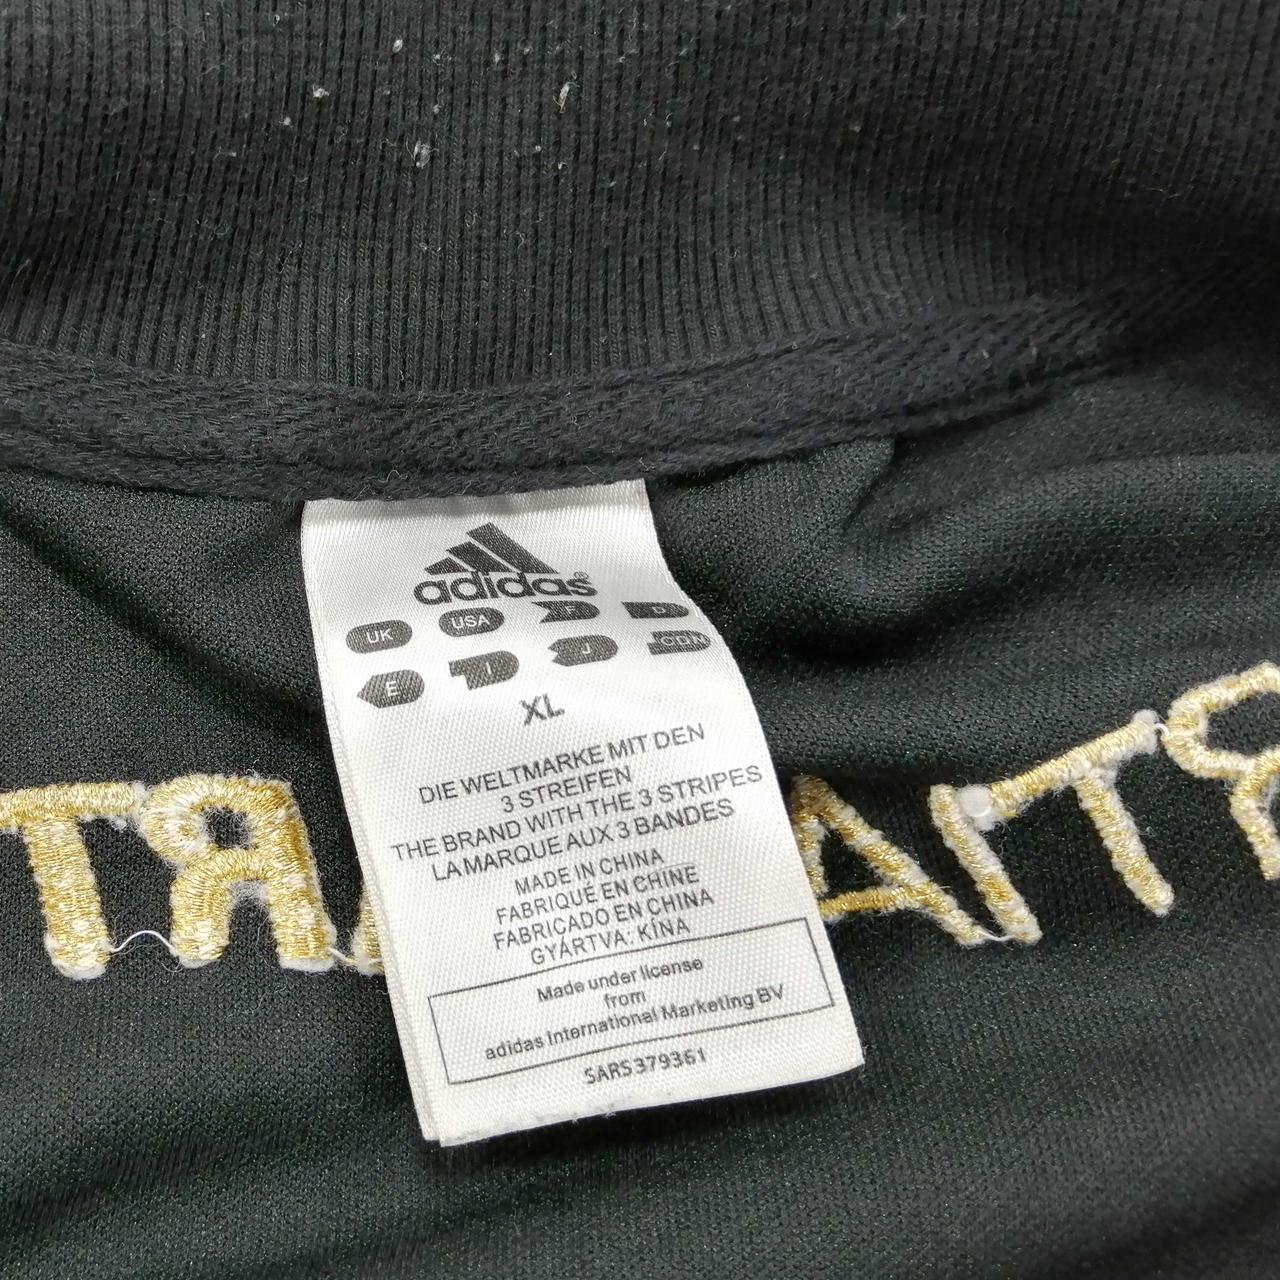 adidas®
UK USA F D
E I J CDN
XL
DIE WELTMARKE MIT DEN
3 STREIFEN
THE BRAND WITH THE 3 STRIPES
LA MARQUE AUX 3 BANDES
MADE IN CHINA
FABRIQUÉ EN CHINE
FABRICADO EN CHINA
GYÁRTVA: KÍNA
Made under license
from
adidas International Marketing BV
SARS379361